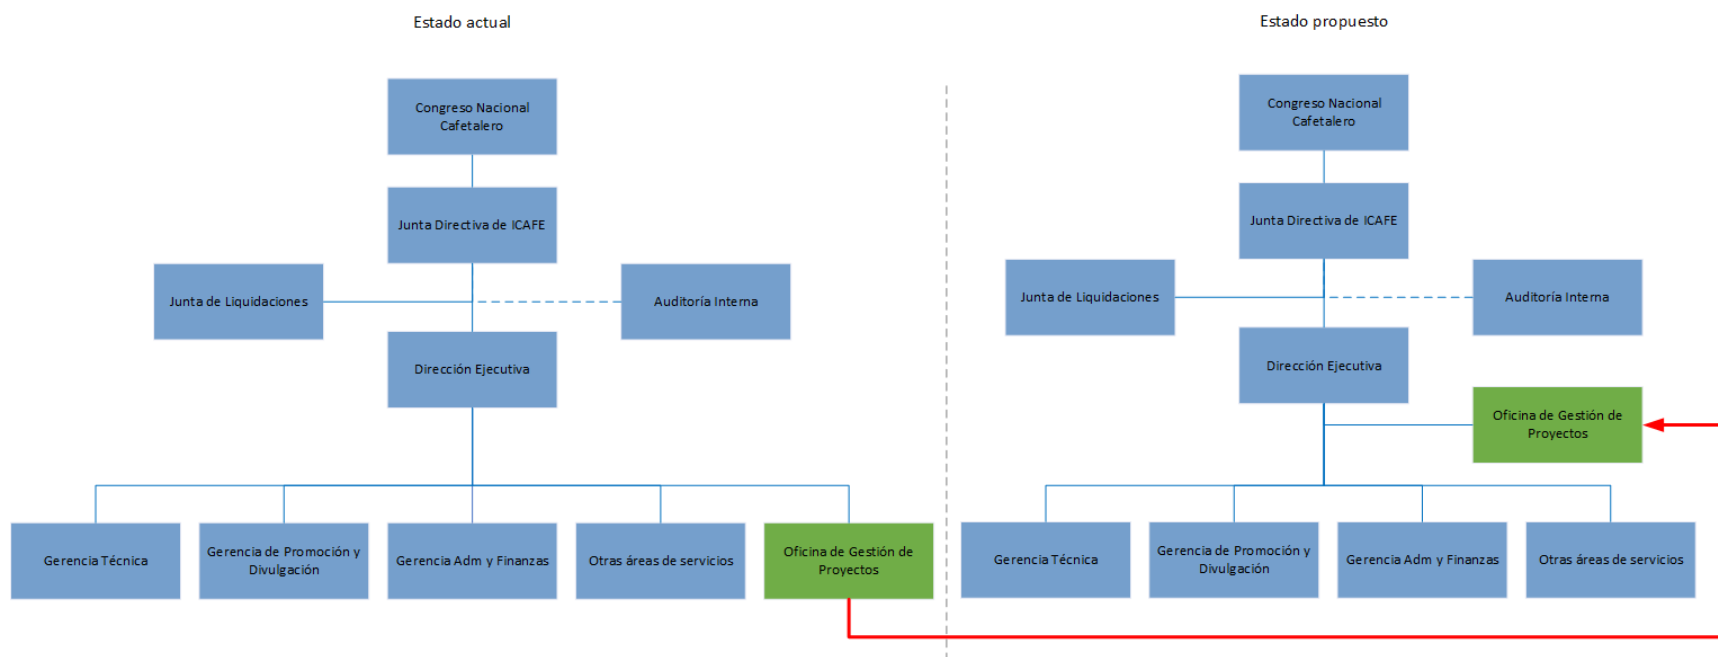 Estado actual
Congreso Nacional
Cafetalero
Junta Directiva de ICAFE
Junta de Liquidaciones
Auditoría Interna
Dirección Ejecutiva
Gerencia Técnica
Gerencia de Promoción y
Divulgación
Gerencia Adm y Finanzas
Otras áreas de servicios
Oficina de Gestión de
Proyectos
Estado propuesto
Congreso Nacional
Cafetalero
Junta Directiva de ICAFE
Junta de Liquidaciones
Auditoría Interna
Dirección Ejecutiva
Oficina de Gestión de
Proyectos
Gerencia Técnica
Gerencia de Promoción y
Divulgación
Gerencia Adm y Finanzas
Otras áreas de servicios